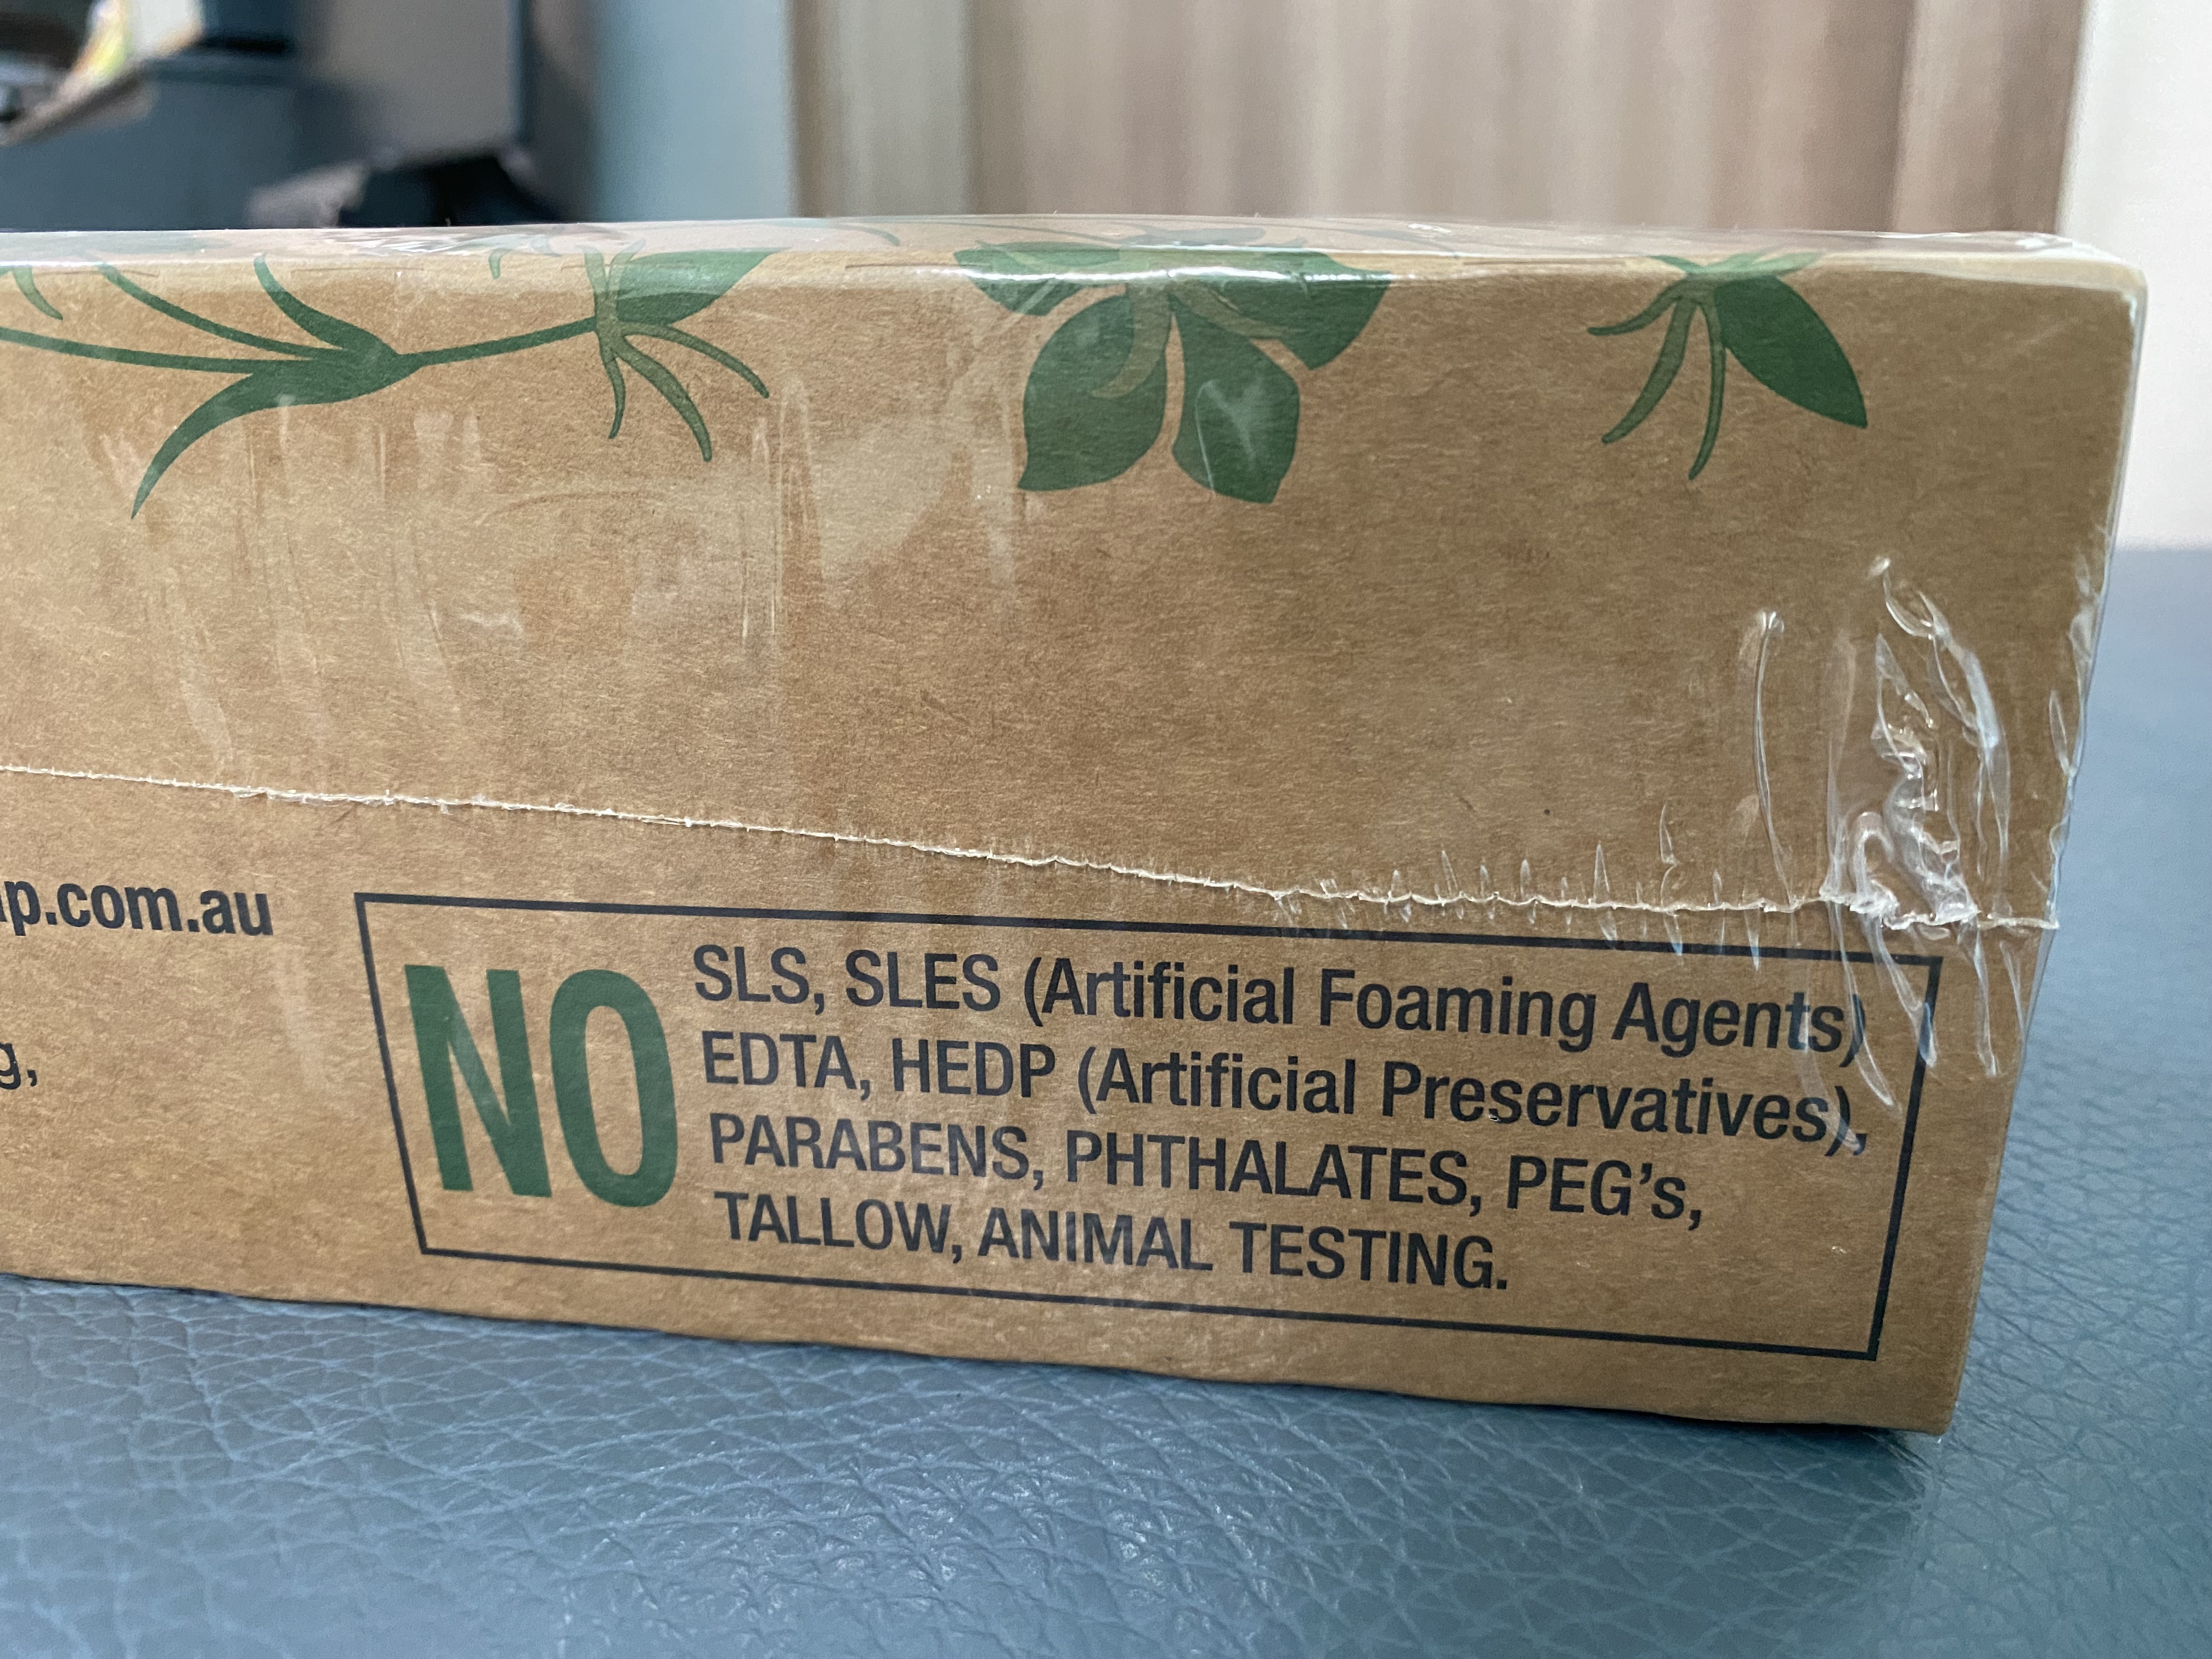 p.com.au
g,
NO
SLS, SLES (Artificial Foaming Agents)
EDTA, HEDP (Artificial Preservatives),
PARABENS, PHTHALATES, PEG's,
TALLOW, ANIMAL TESTING.